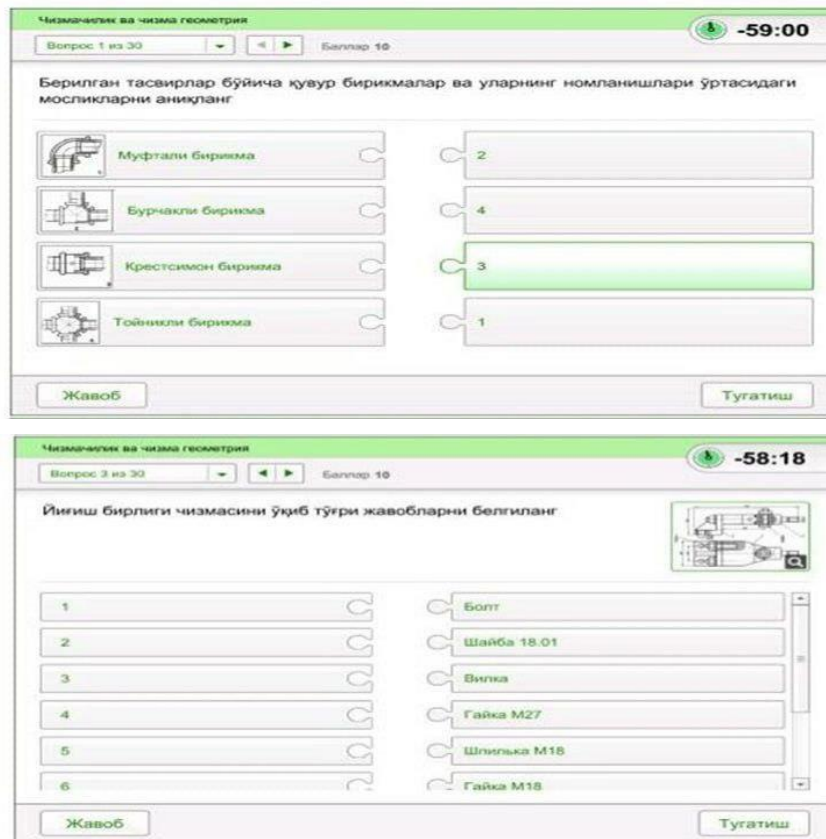 Чизмачилик ва чизма геометрия
Вопрос 1 из 30
Баллар 10
-59:00
Берилган тасвирлар бўйича қувур бирикмалар ва уларнинг номланишлари ўртасидаги
мосликларни аниқланг
Муфтали бирикма
2
Бурчакли бирикма
4
Крестсимон бирикма
3
Тойникли бирикма
1
Жавоб
Тугатиш
Чизмачилик ва чизма геометрия
Вопрос 3 из 30
Баллар 10
-58:18
Йиғиш бирлиги чизмасини ўқиб тўғри жавобларни белгиланг
1
Болт
2
Шайба 18.01
3
Вилка
4
Гайка М27
5
Шпилька М18
6
Гайка М18
Жавоб
Тугатиш